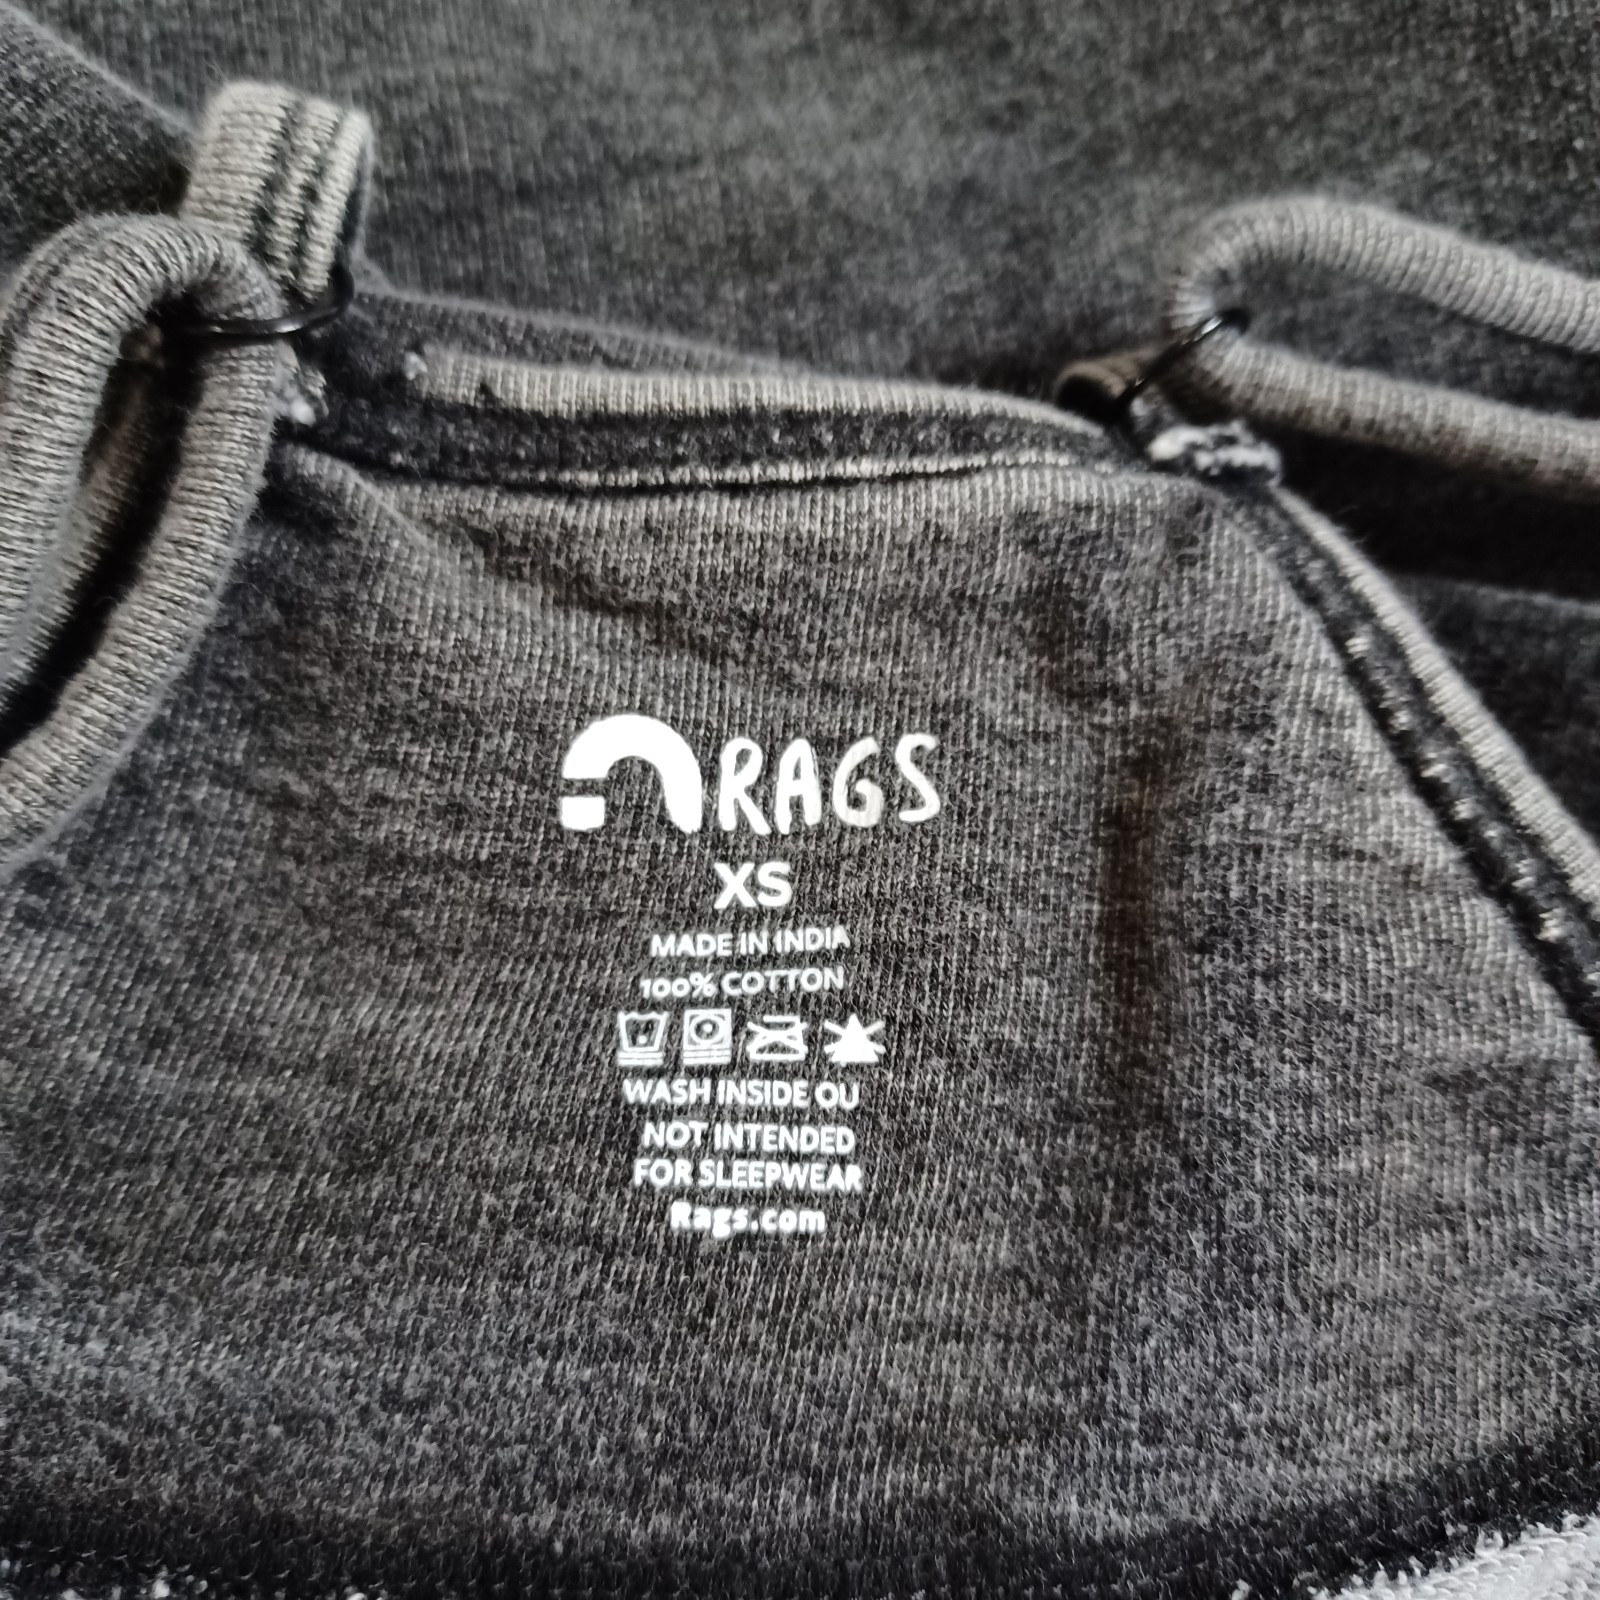 RAGS
XS
MADE IN INDIA
100% COTTON
WASH INSIDE OU
NOT INTENDED
FOR SLEEPWEAR
Rags.com